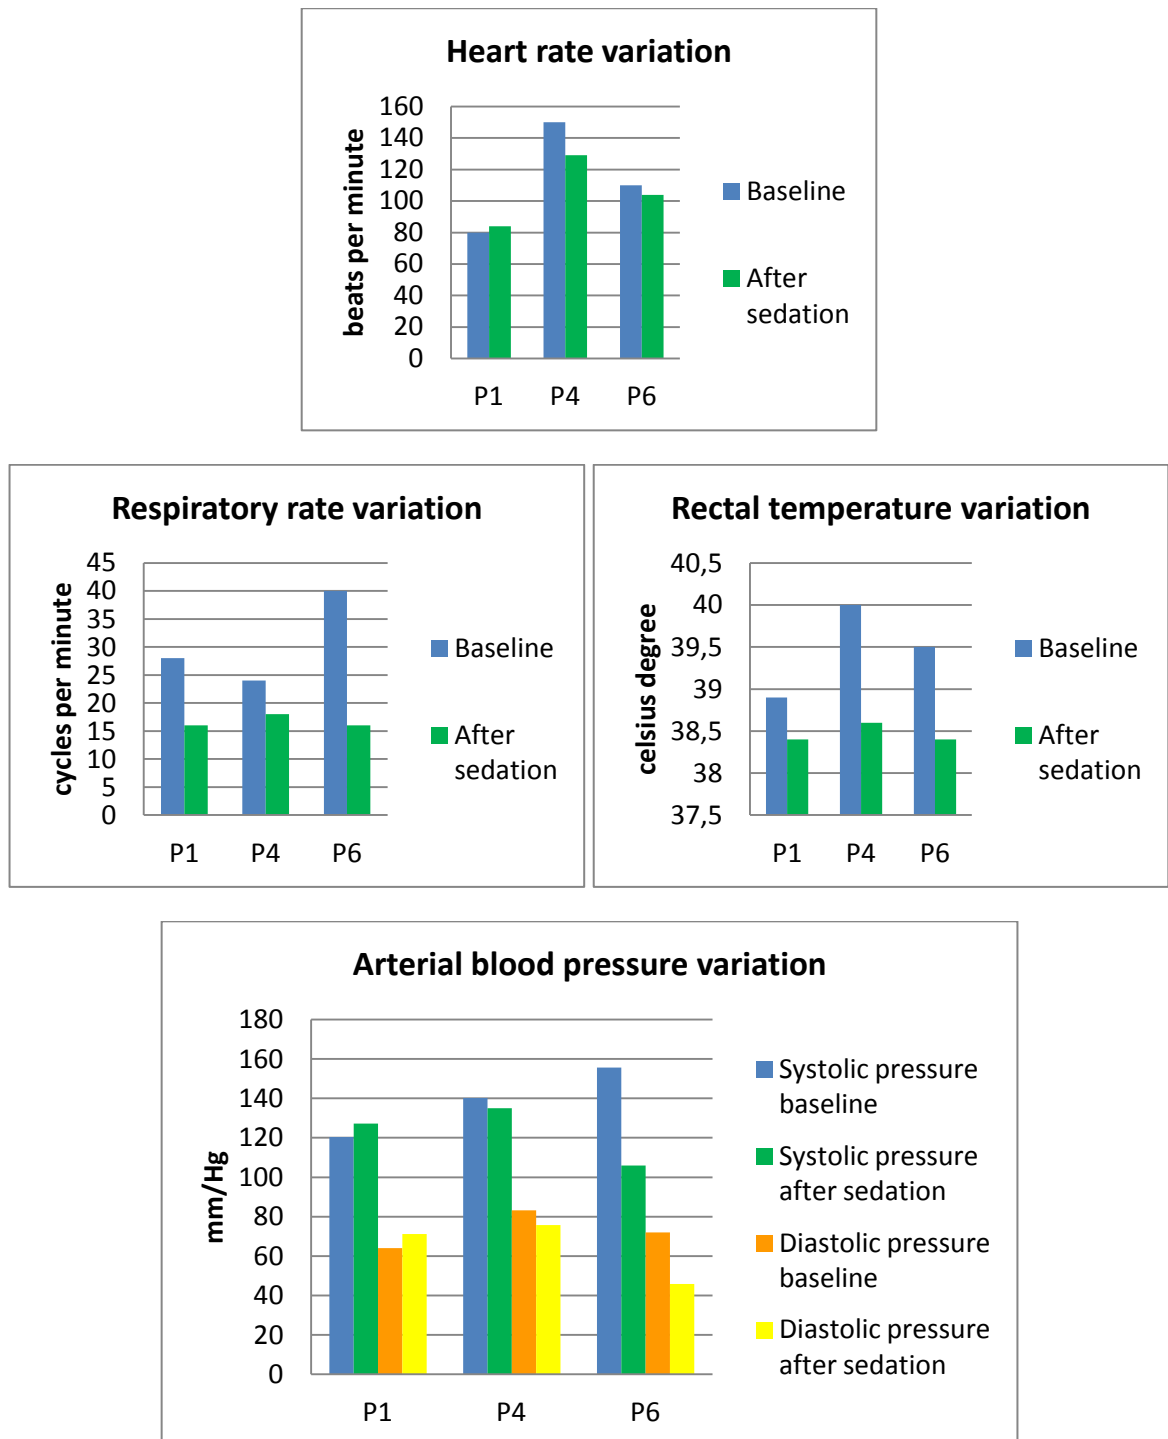 Heart rate variation
beats per minute
160
140
120
100
80
60
40
20
0
P1 P4 P6
Baseline
After
sedation
Respiratory rate variation
cycles per minute
45
40
35
30
25
20
15
10
5
0
P1 P4 P6
Baseline
After
sedation
Rectal temperature variation
celsius degree
40,5
40
39,5
39
38,5
38
37,5
P1 P4 P6
Baseline
After
sedation
Arterial blood pressure variation
mm/Hg
180
160
140
120
100
80
60
40
20
0
P1 P4 P6
Systolic pressure
baseline
Systolic pressure
after sedation
Diastolic pressure
baseline
Diastolic pressure
after sedation